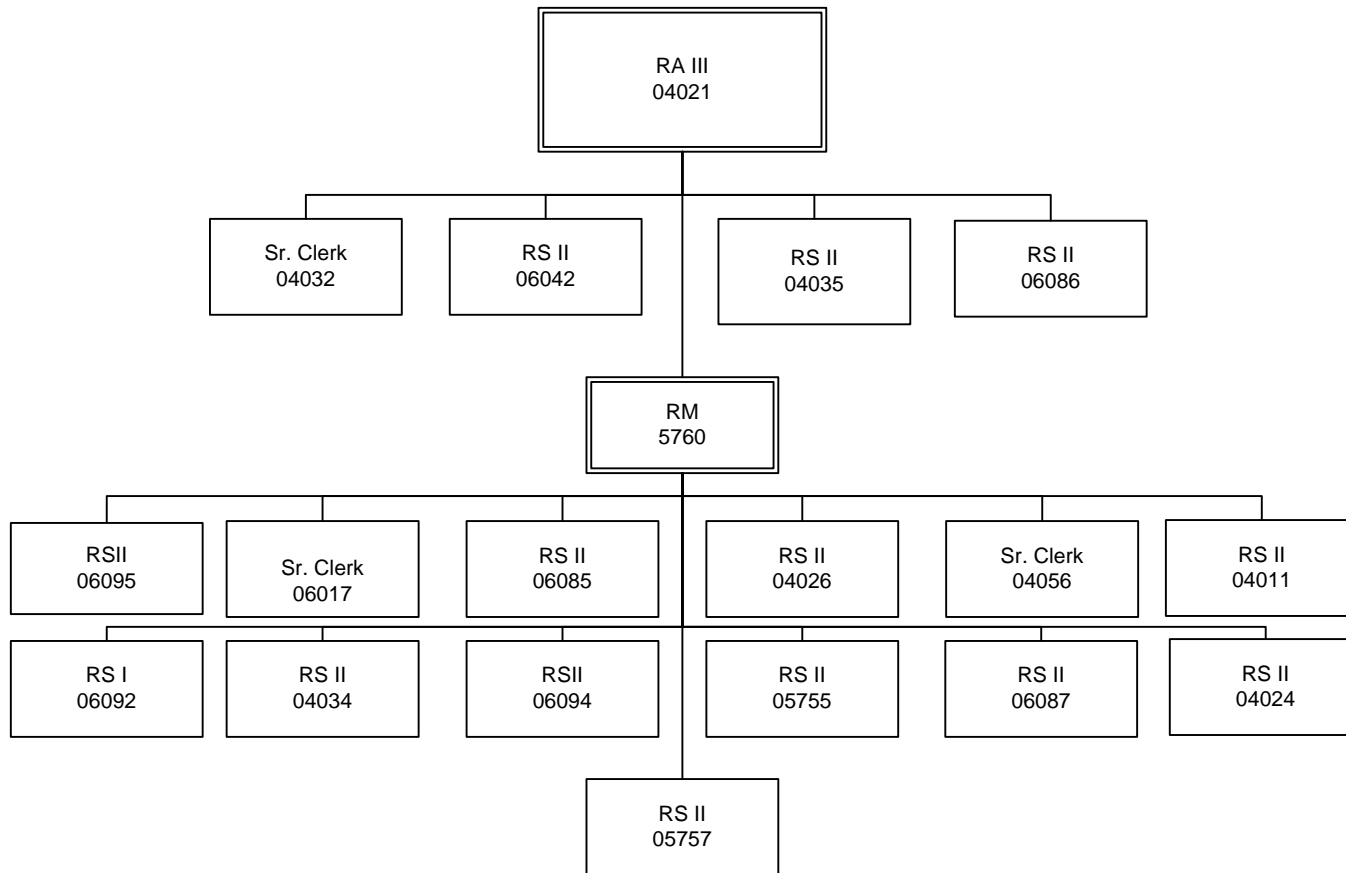 RA III
04021
Sr. Clerk
04032
RS II
06042
RS II
04035
RS II
06086
RM
5760
RSII
06095
Sr. Clerk
06017
RS II
06085
RS II
04026
Sr. Clerk
04056
RS II
04011
RS I
06092
RS II
04034
RSII
06094
RS II
05755
RS II
06087
RS II
04024
RS II
05757